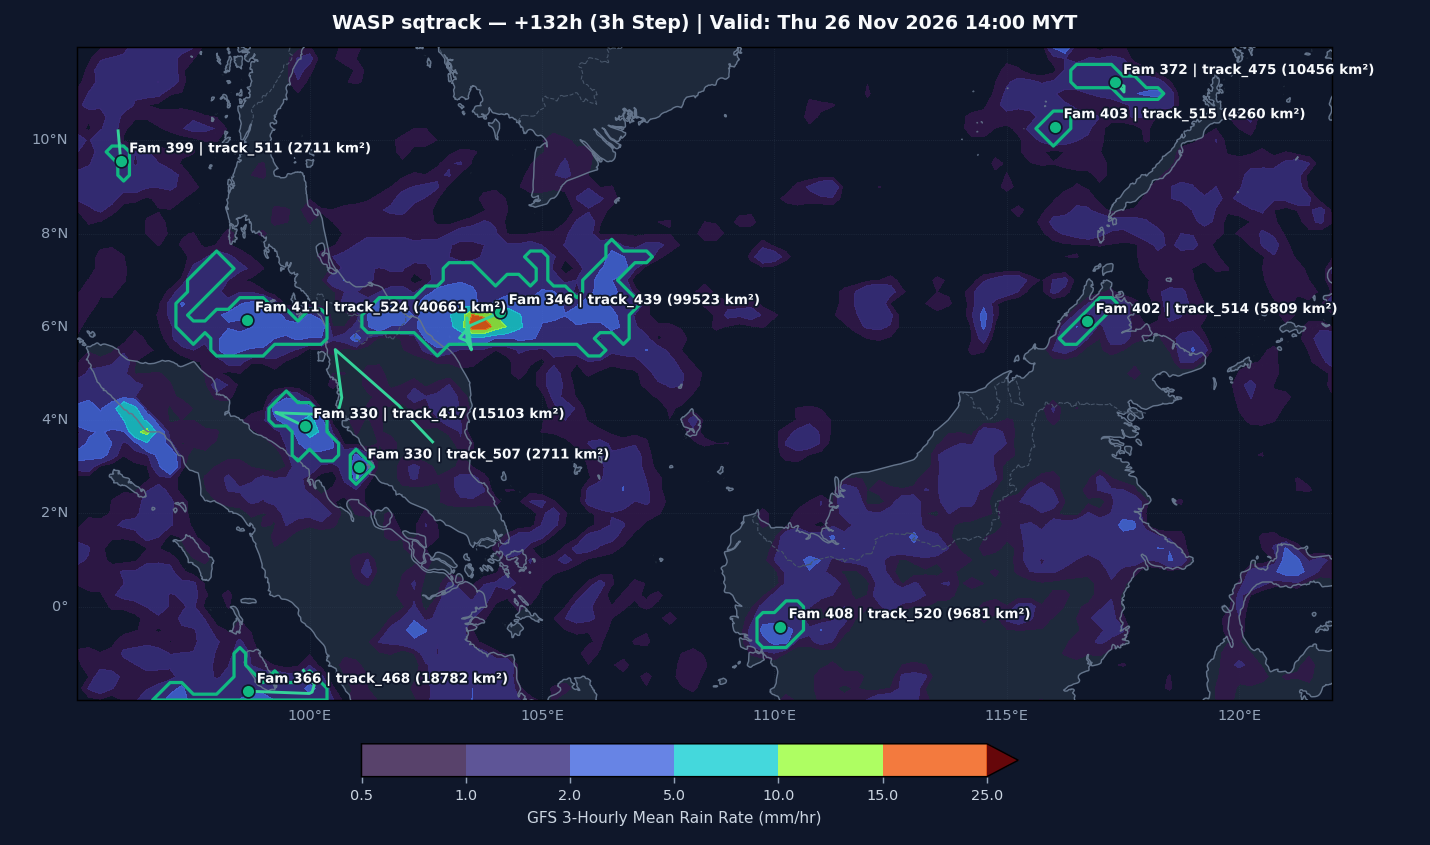 WASP sqtrack — +132h (3h Step) | Valid: Thu 26 Nov 2026 14:00 MYT
Fam 372 | track_475 (10456 km²)
Fam 403 | track_515 (4260 km²)
10°N
Fam 399 | track_511 (2711 km²)
8°N
Fam 411 | track_524 (40661 km²)
Fam 346 | track_439 (99523 km²)
Fam 402 | track_514 (5809 km²)
6°N
4°N
Fam 330 | track_417 (15103 km²)
Fam 330 | track_507 (2711 km²)
2°N
0°
Fam 408 | track_520 (9681 km²)
Fam 366 | track_468 (18782 km²)
100°E 105°E 110°E 115°E 120°E
0.5 1.0 2.0 5.0 10.0 15.0 25.0
GFS 3-Hourly Mean Rain Rate (mm/hr)